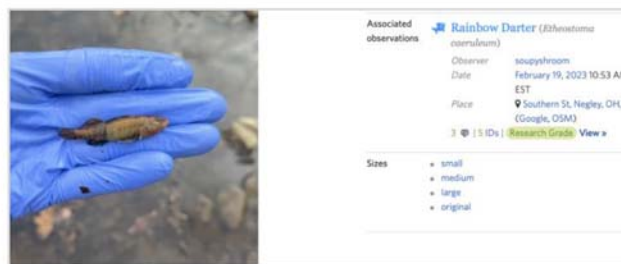 Associated
observations
Rainbow Darter (Etheostoma
caeruleum)
Observer soupyshroom
Date February 19, 2023 10:53 AM
EST
Place Southern St, Negley, OH,
(Google, OSM)
3 | 5 IDs | Research Grade View »
Sizes
small
medium
large
original